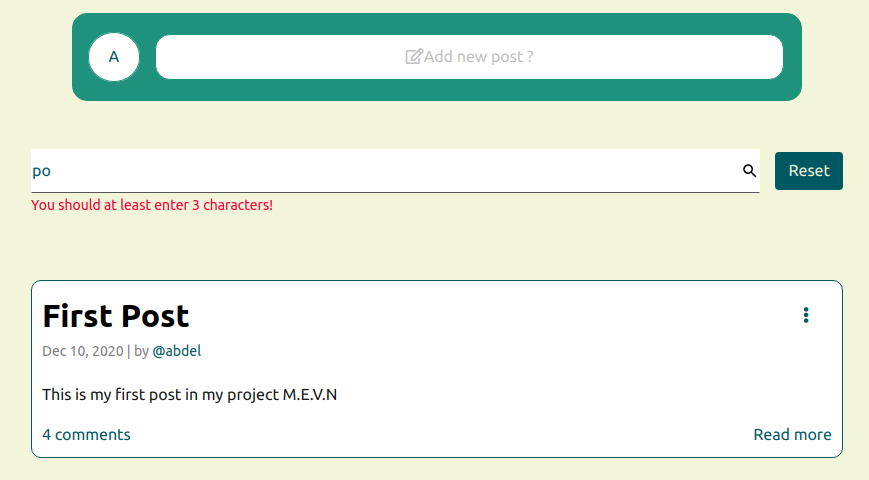 A
Add new post ?
po
Reset
You should at least enter 3 characters!
First Post
Dec 10, 2020 | by @abdel
This is my first post in my project M.E.V.N
4 comments
Read more